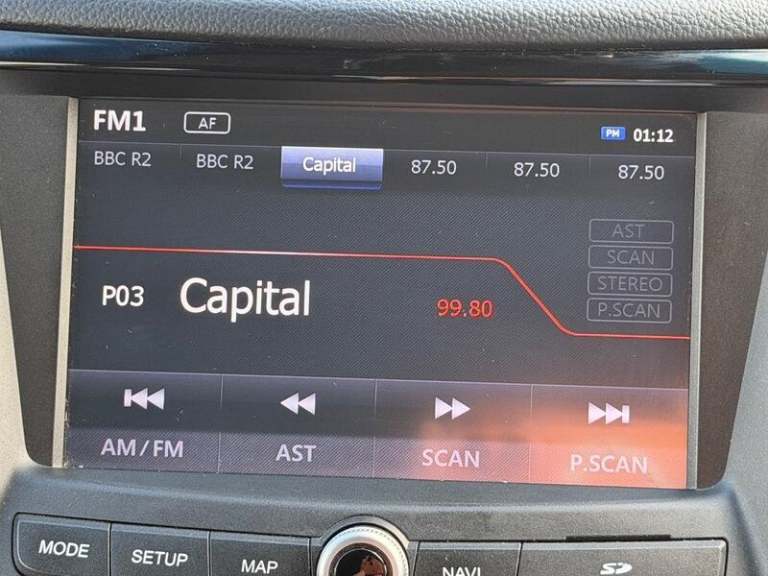 FM1 AF PM 01:12
BBC R2 BBC R2 Capital 87.50 87.50 87.50
AST
SCAN
STEREO
P.SCAN
P03 Capital 99.80
AM/FM AST SCAN P.SCAN
MODE SETUP MAP NAVI SD